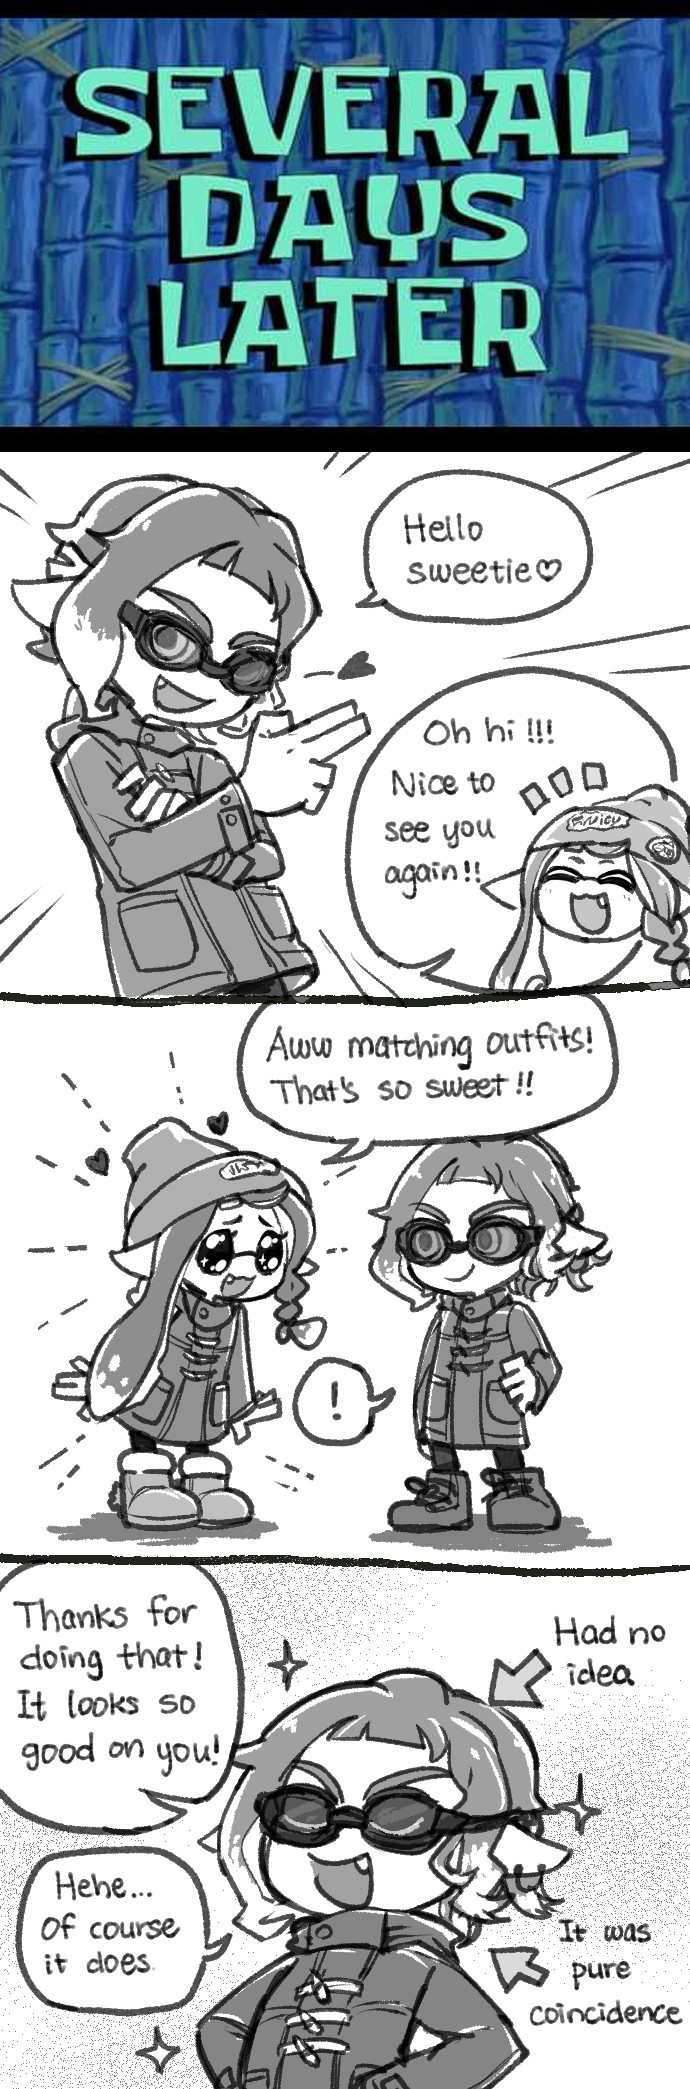 SEVERAL
DAYS
LATER
Hello
sweetie♡
Oh hi !!!
Nice to
see you
again!!
Aww matching outfits!
That's so sweet!!
!
Thanks for
doing that!
It looks so
good on you!
Had no
idea
Hehe...
Of course
it does.
It was
pure
coincidence